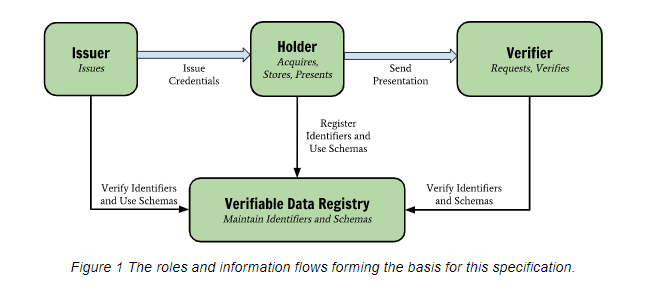 Issuer
Issues
Issue
Credentials
Holder
Acquires,
Stores, Presents
Send
Presentation
Verifier
Requests, Verifies
Register
Identifiers and
Use Schemas
Verify Identifiers
and Use Schemas
Verifiable Data Registry
Maintain Identifiers and Schemas
Verify Identifiers
and Schemas
Figure 1 The roles and information flows forming the basis for this specification.